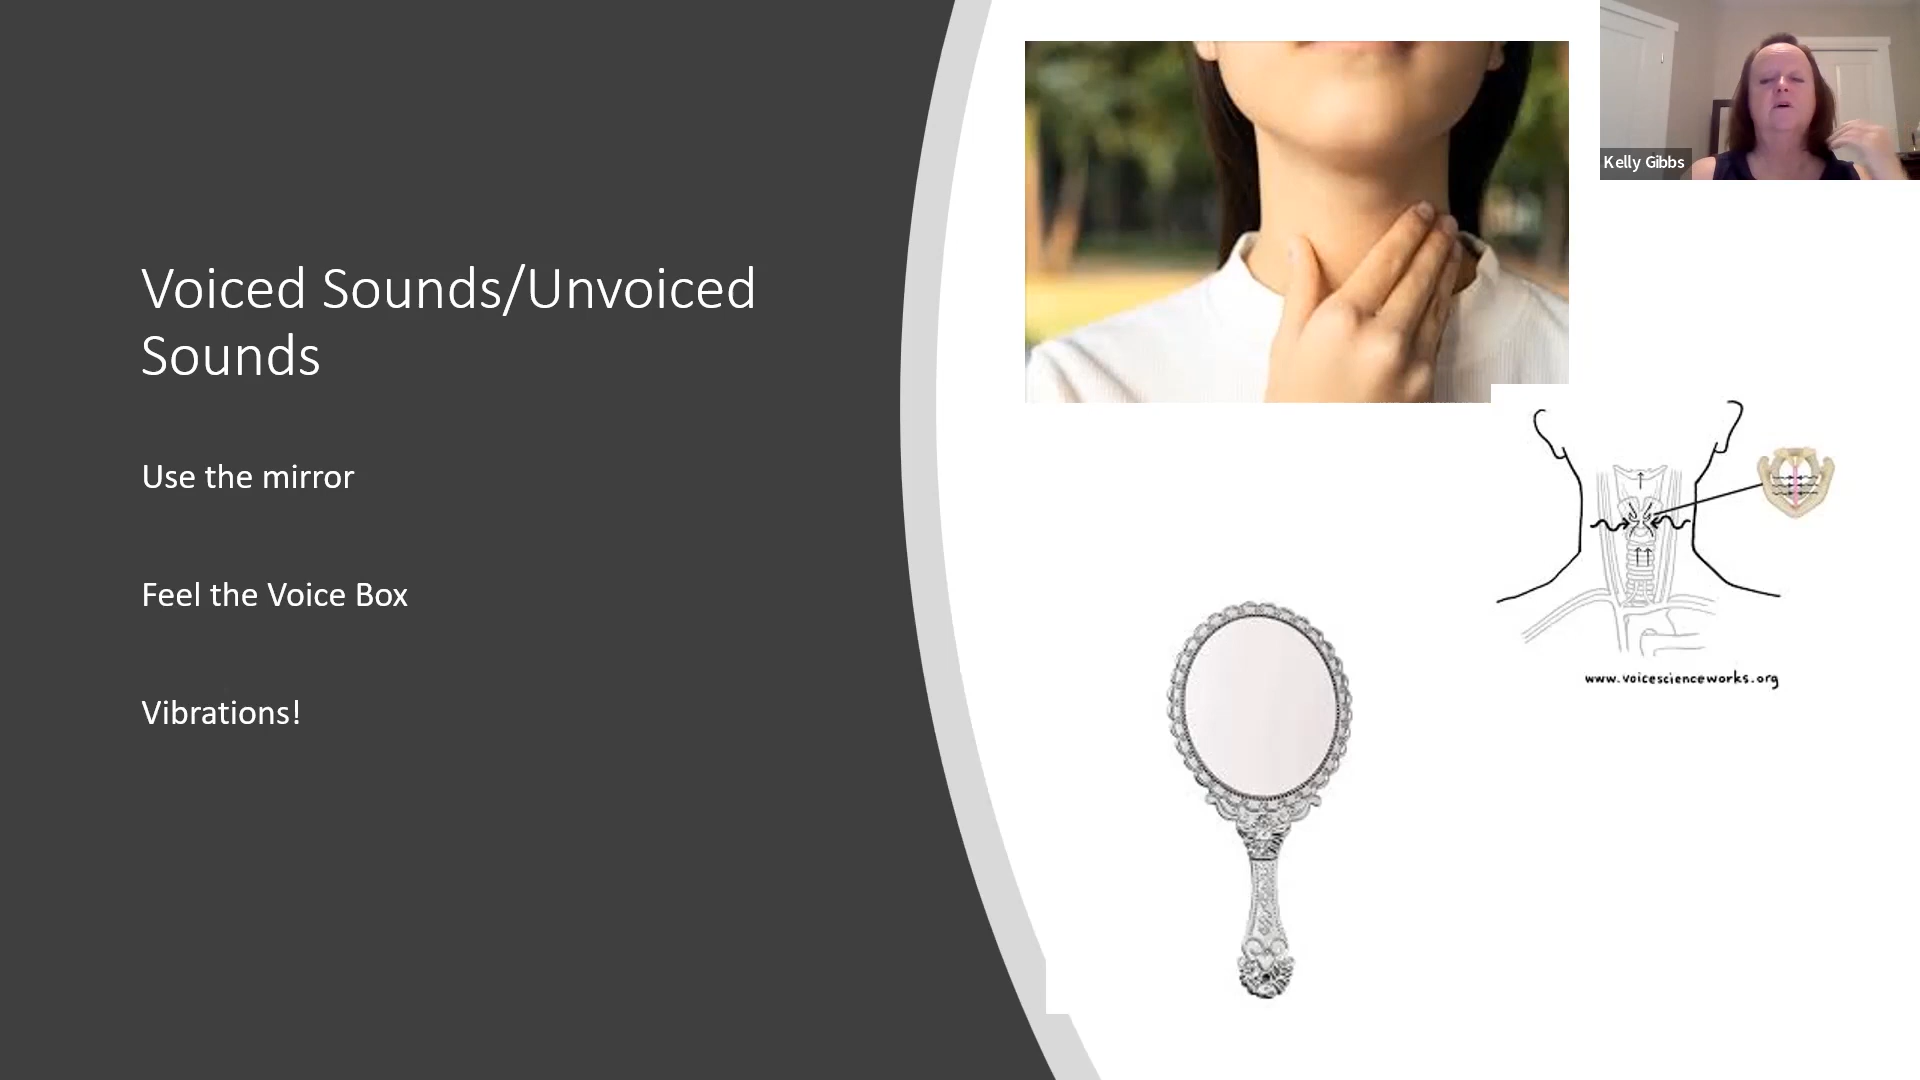 Voiced Sounds/Unvoiced
Sounds
Use the mirror
Feel the Voice Box
Vibrations!
Kelly Gibbs
www.voicescienceworks.org